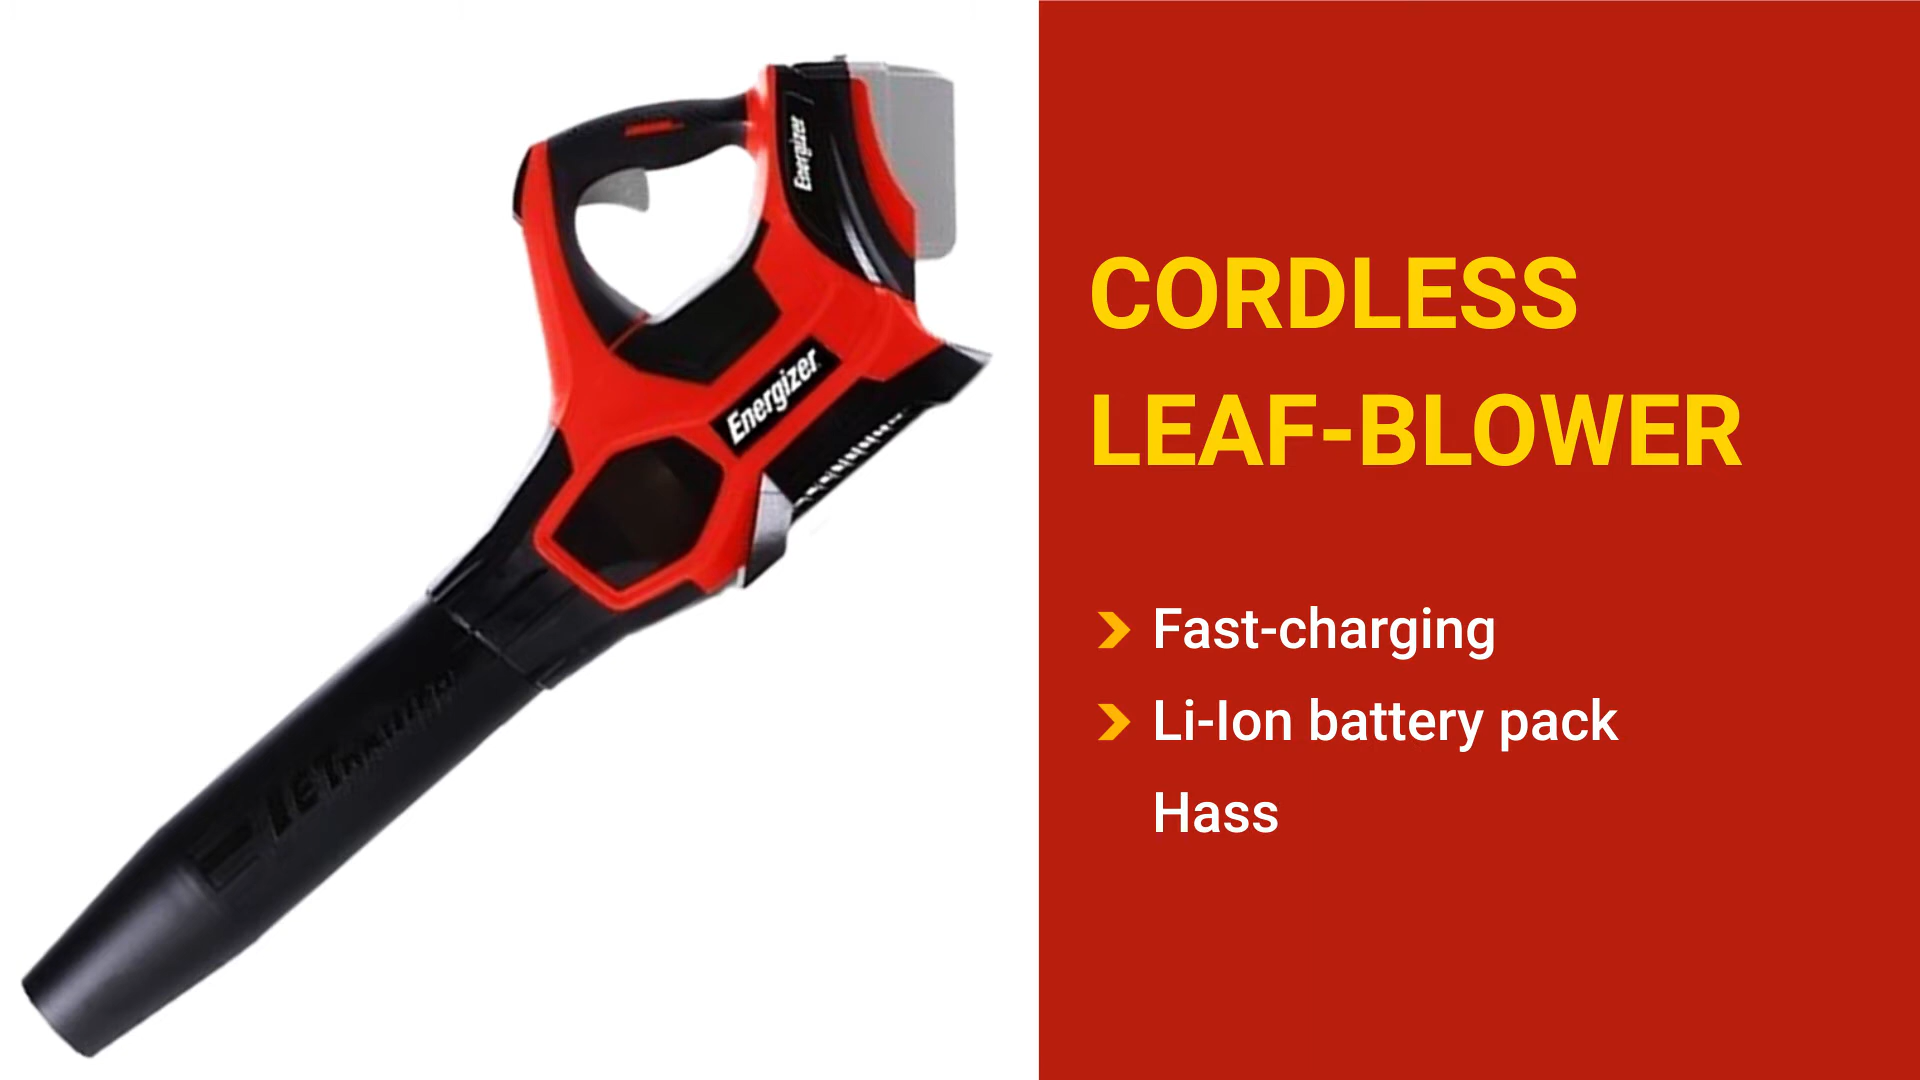 Energizer
Energizer
CORDLESS
LEAF-BLOWER
Fast-charging
Li-Ion battery pack
Hass